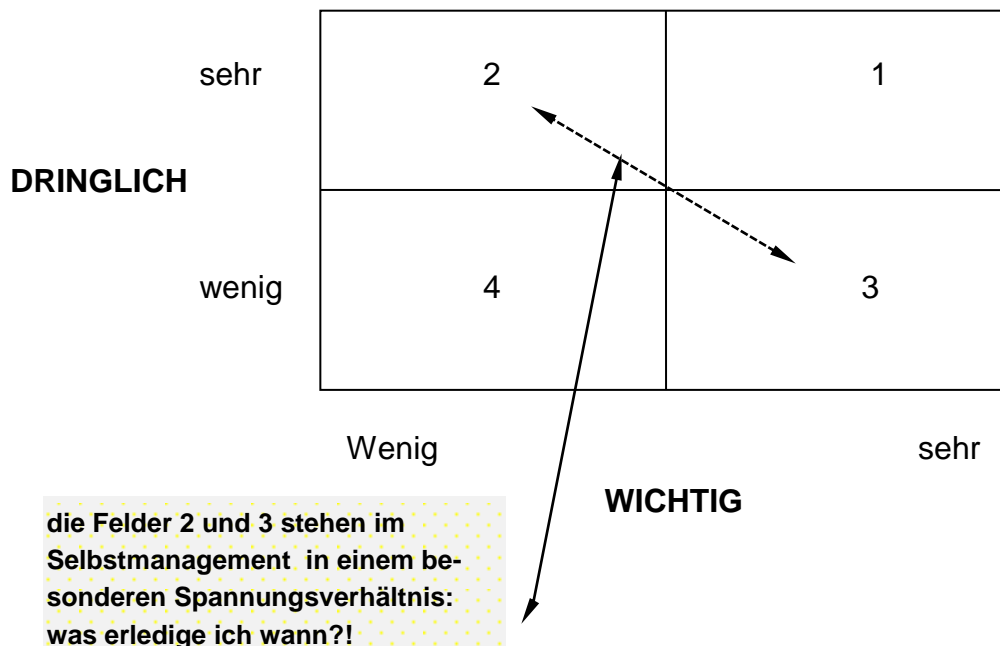 sehr 2 1
DRINGLICH
wenig 4 3
Wenig sehr
WICHTIG
die Felder 2 und 3 stehen im
Selbstmanagement in einem be-
sonderen Spannungsverhältnis:
was erledige ich wann?!